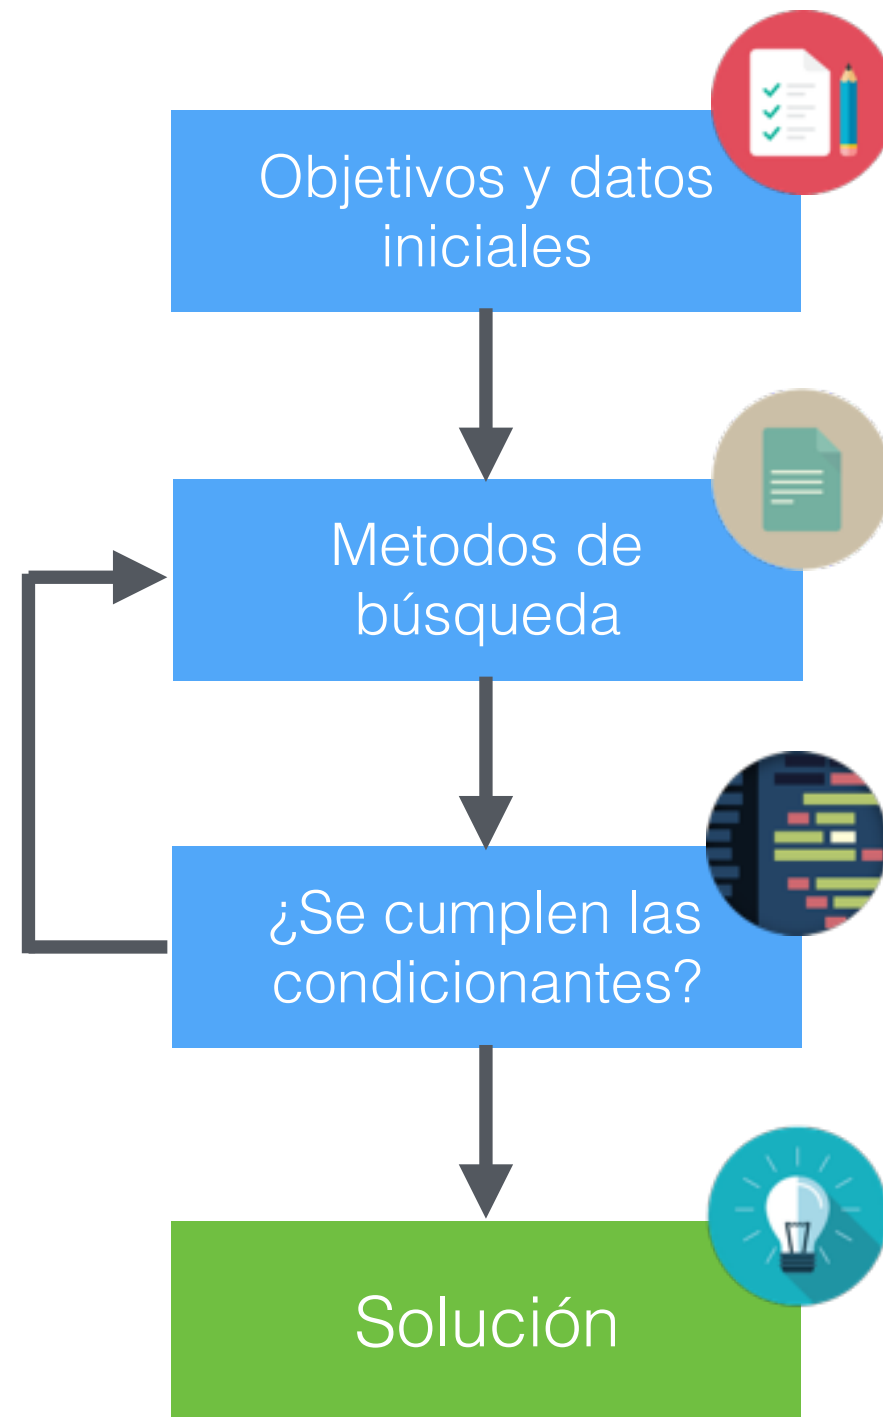 Objetivos y datos
iniciales
Metodos de
búsqueda
¿Se cumplen las
condicionantes?
Solución